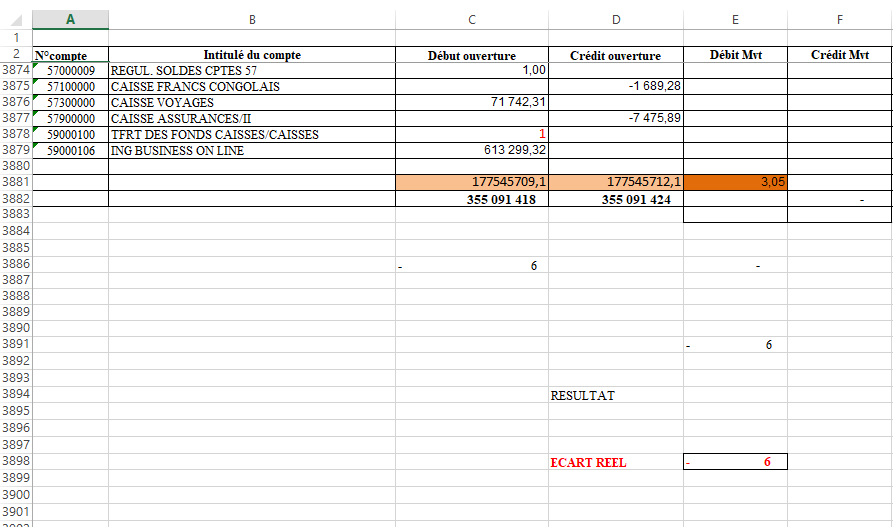 A B C D E F
1
2 N°compte Intitulé du compte Début ouverture Crédit ouverture Débit Mvt Crédit Mvt
3874 57000009 REGUL. SOLDES CPTES 57 1,00
3875 57100000 CAISSE FRANCS CONGOLAIS -1 689,28
3876 57300000 CAISSE VOYAGES 71 742,31
3877 57900000 CAISSE ASSURANCES/II -7 475,89
3878 59000100 TFRT DES FONDS CAISSES/CAISSES 1
3879 59000106 ING BUSINESS ON LINE 613 299,32
3880
3881 177545709,1 177545712,1 3,05
3882 355 091 418 355 091 424 -
3883
3884
3885
3886 - 6 -
3887
3888
3889
3890
3891 - 6
3892
3893
3894 RESULTAT
3895
3896
3897
3898 ECART REEL - 6
3899
3900
3901